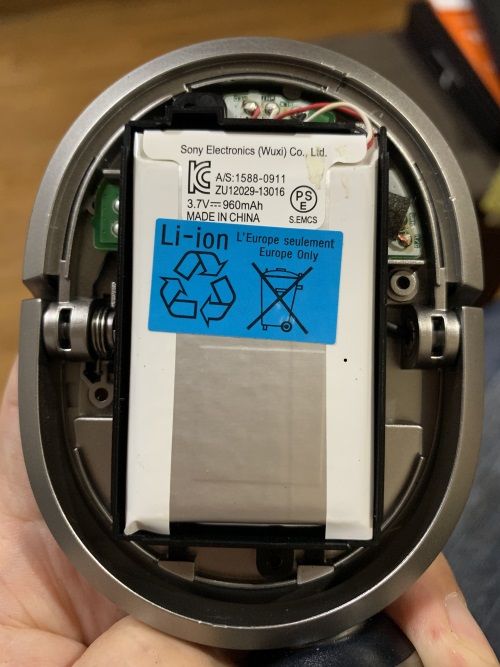 Sony Electronics (Wuxi) Co., Ltd.
KC A/S:1588-0911
ZU12029-13016
3.7V⎓960mAh
MADE IN CHINA
PS
E
S.EMCS
Li-ion
L'Europe seulement
Europe Only